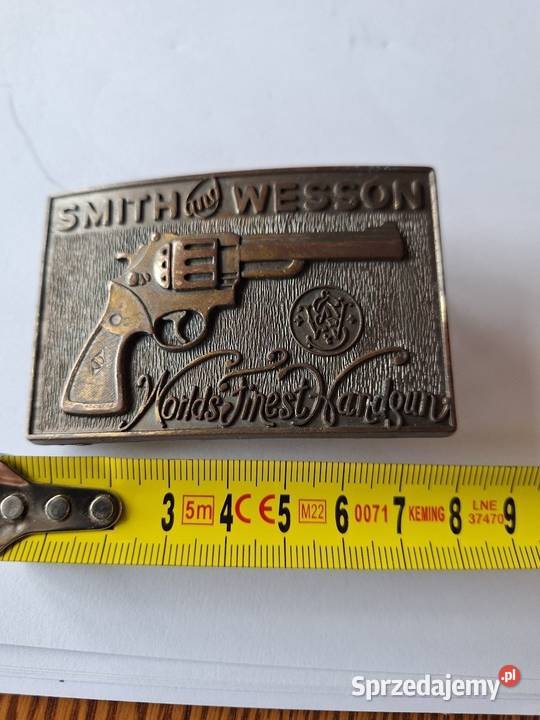 SMITH & WESSON
SW
Worlds Finest Handgun
3 5m 4 CE 5 M22 6 0071 7 KEMING 8 LNE 37470 9
Sprzedajemy.pl